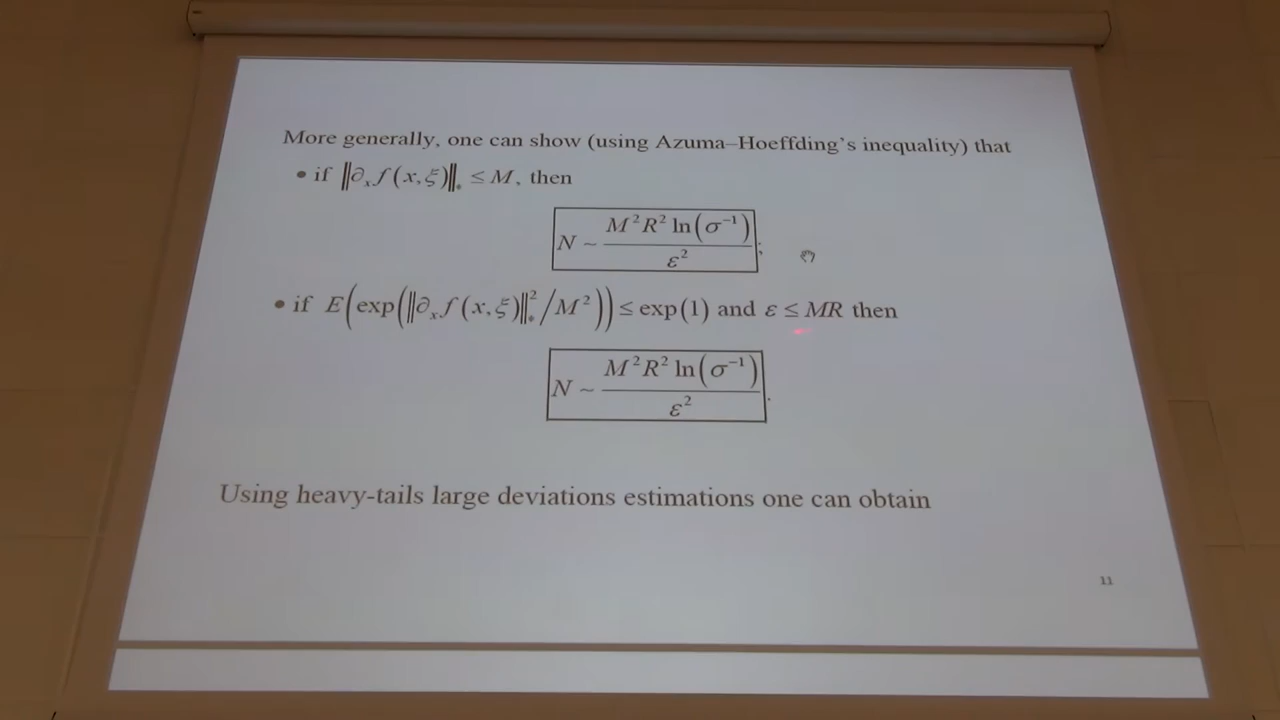 More generally, one can show (using Azuma–Hoeffding's inequality) that
• if ‖∂ₓf(x,ξ)‖⁎ ≤ M, then
N ~ M²R² ln(σ⁻¹) / ε² ;
• if E(exp(‖∂ₓf(x,ξ)‖⁎²/M²)) ≤ exp(1) and ε ≤ MR then
N ~ M²R² ln(σ⁻¹) / ε² .
Using heavy-tails large deviations estimations one can obtain
11